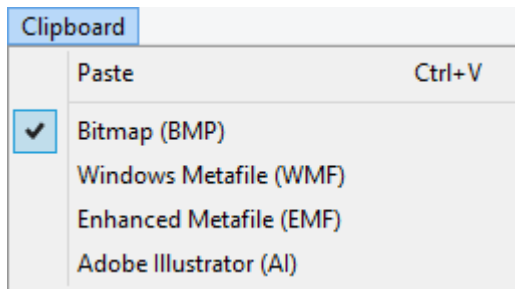 Clipboard
Paste Ctrl+V
Bitmap (BMP)
Windows Metafile (WMF)
Enhanced Metafile (EMF)
Adobe Illustrator (AI)